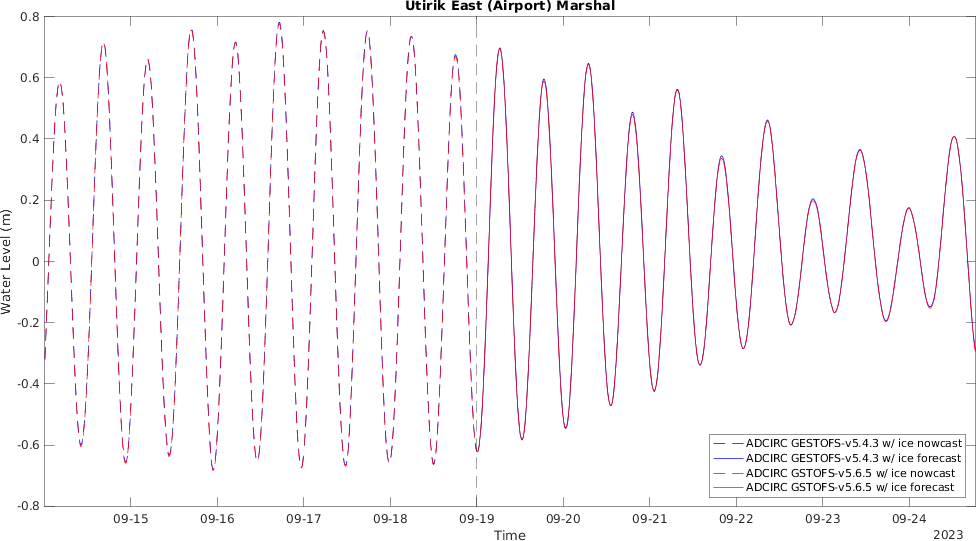 Utirik East (Airport) Marshal
0.8
0.6
0.4
0.2
0
-0.2
-0.4
-0.6
-0.8
Water Level (m)
ADCIRC GESTOFS-v5.4.3 w/ ice nowcast
ADCIRC GESTOFS-v5.4.3 w/ ice forecast
ADCIRC GSTOFS-v5.6.5 w/ ice nowcast
ADCIRC GSTOFS-v5.6.5 w/ ice forecast
09-15 09-16 09-17 09-18 09-19 09-20 09-21 09-22 09-23 09-24
Time
2023